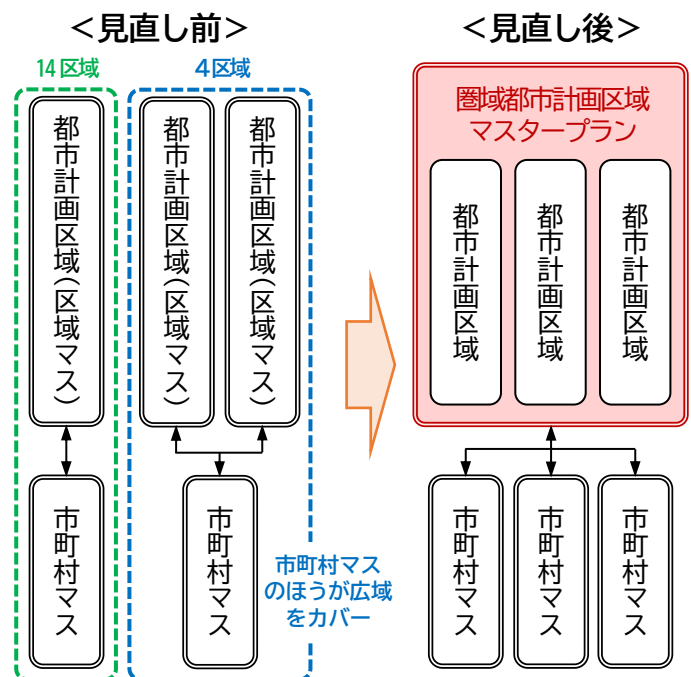 ＜見直し前＞
14区域
4区域
都市計画区域(区域マス)
都市計画区域(区域マス)
都市計画区域(区域マス)
市町村マス
市町村マス
市町村マス
のほうが広域
をカバー
＜見直し後＞
圏域都市計画区域
マスタープラン
都市計画区域
都市計画区域
都市計画区域
市町村マス
市町村マス
市町村マス